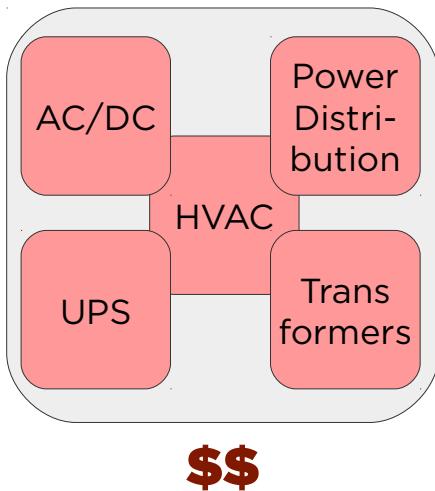 AC/DC
Power
Distri-
bution
HVAC
UPS
Trans
formers
$$